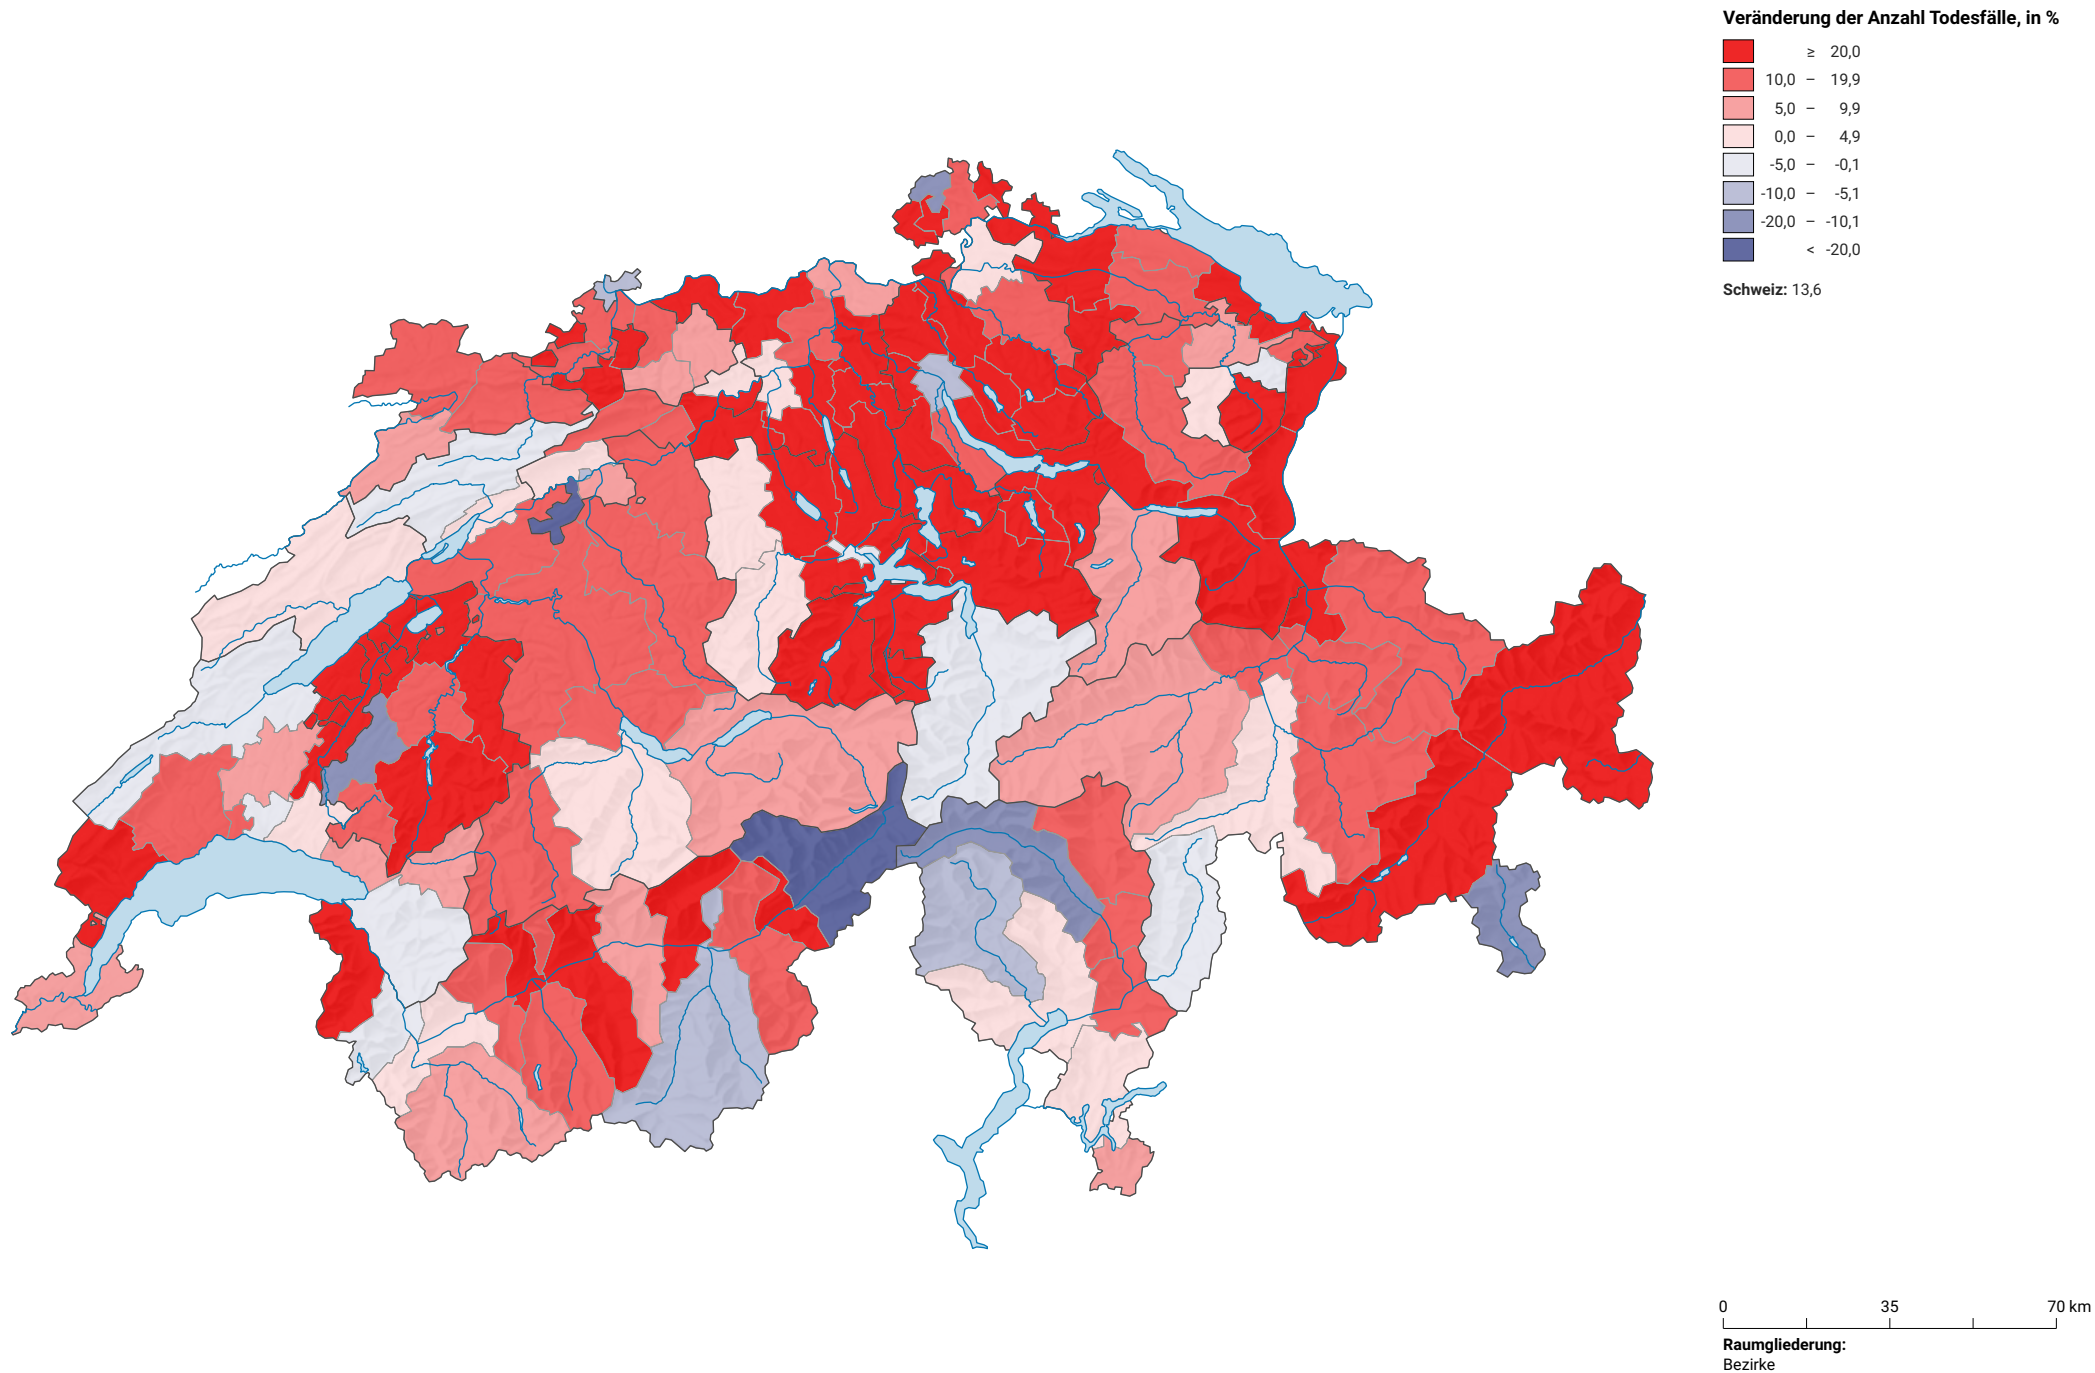 Veränderung der Anzahl Todesfälle, in %
≥ 20,0
10,0 – 19,9
5,0 – 9,9
0,0 – 4,9
-5,0 – -0,1
-10,0 – -5,1
-20,0 – -10,1
< -20,0
Schweiz: 13,6
0 35 70 km
Raumgliederung:
Bezirke